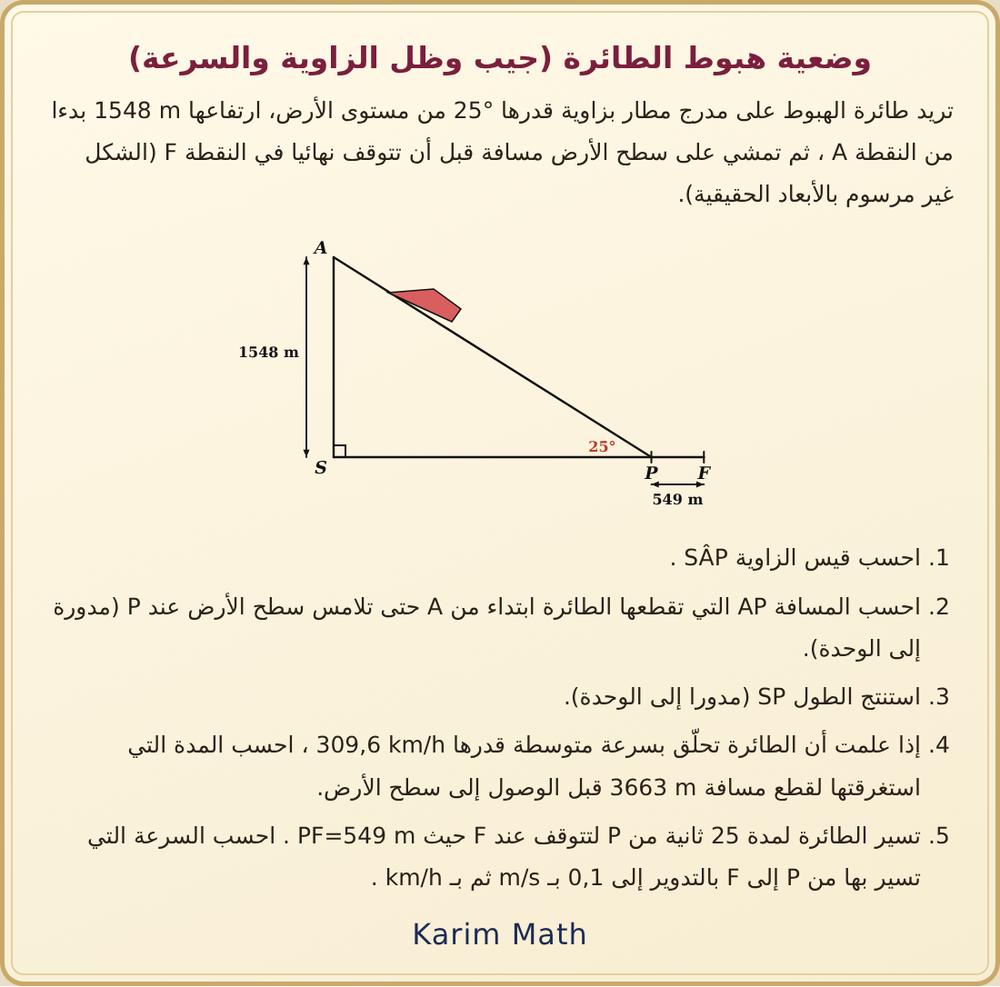 وضعية هبوط الطائرة (جيب وظل الزاوية والسرعة)
تريد طائرة الهبوط على مدرج مطار بزاوية قدرها 25° من مستوى الأرض، ارتفاعها 1548 m بدءا
من النقطة A ، ثم تمشي على سطح الأرض مسافة قبل أن تتوقف نهائيا في النقطة F (الشكل
غير مرسوم بالأبعاد الحقيقية).
A
1548 m
25°
S
P
F
549 m
1. احسب قيس الزاوية SÂP .
2. احسب المسافة AP التي تقطعها الطائرة ابتداء من A حتى تلامس سطح الأرض عند P (مدورة
إلى الوحدة).
3. استنتج الطول SP (مدورا إلى الوحدة).
4. إذا علمت أن الطائرة تحلّق بسرعة متوسطة قدرها 309,6 km/h ، احسب المدة التي
استغرقتها لقطع مسافة 3663 m قبل الوصول إلى سطح الأرض.
5. تسير الطائرة لمدة 25 ثانية من P لتتوقف عند F حيث PF=549 m . احسب السرعة التي
تسير بها من P إلى F بالتدوير إلى 0,1 بـ m/s ثم بـ km/h .
Karim Math